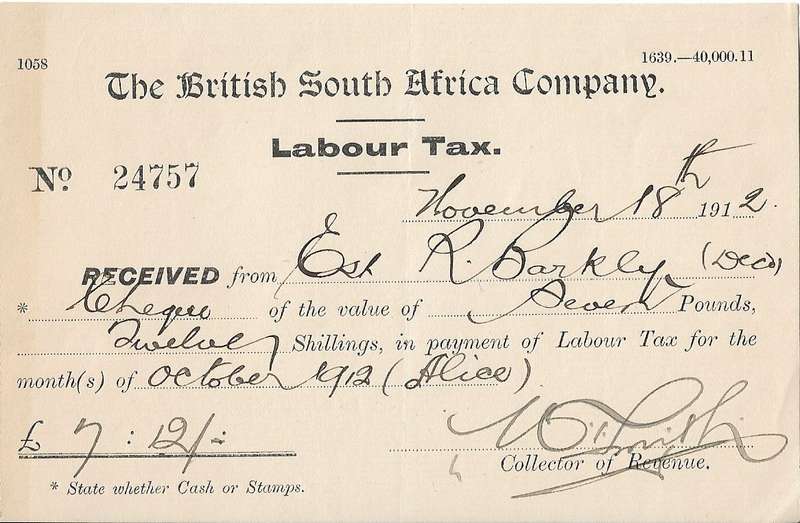 1058
1639.—40,000.11
The British South Africa Company.
Labour Tax.
No 24757
November 18th 1912.
RECEIVED from Est R. Barkly (Decd)
* Cheque of the value of Seven Pounds,
Twelve Shillings, in payment of Labour Tax for the
month(s) of October 1912 (Alice)
£ 7 : 12/-
Collector of Revenue.
* State whether Cash or Stamps.